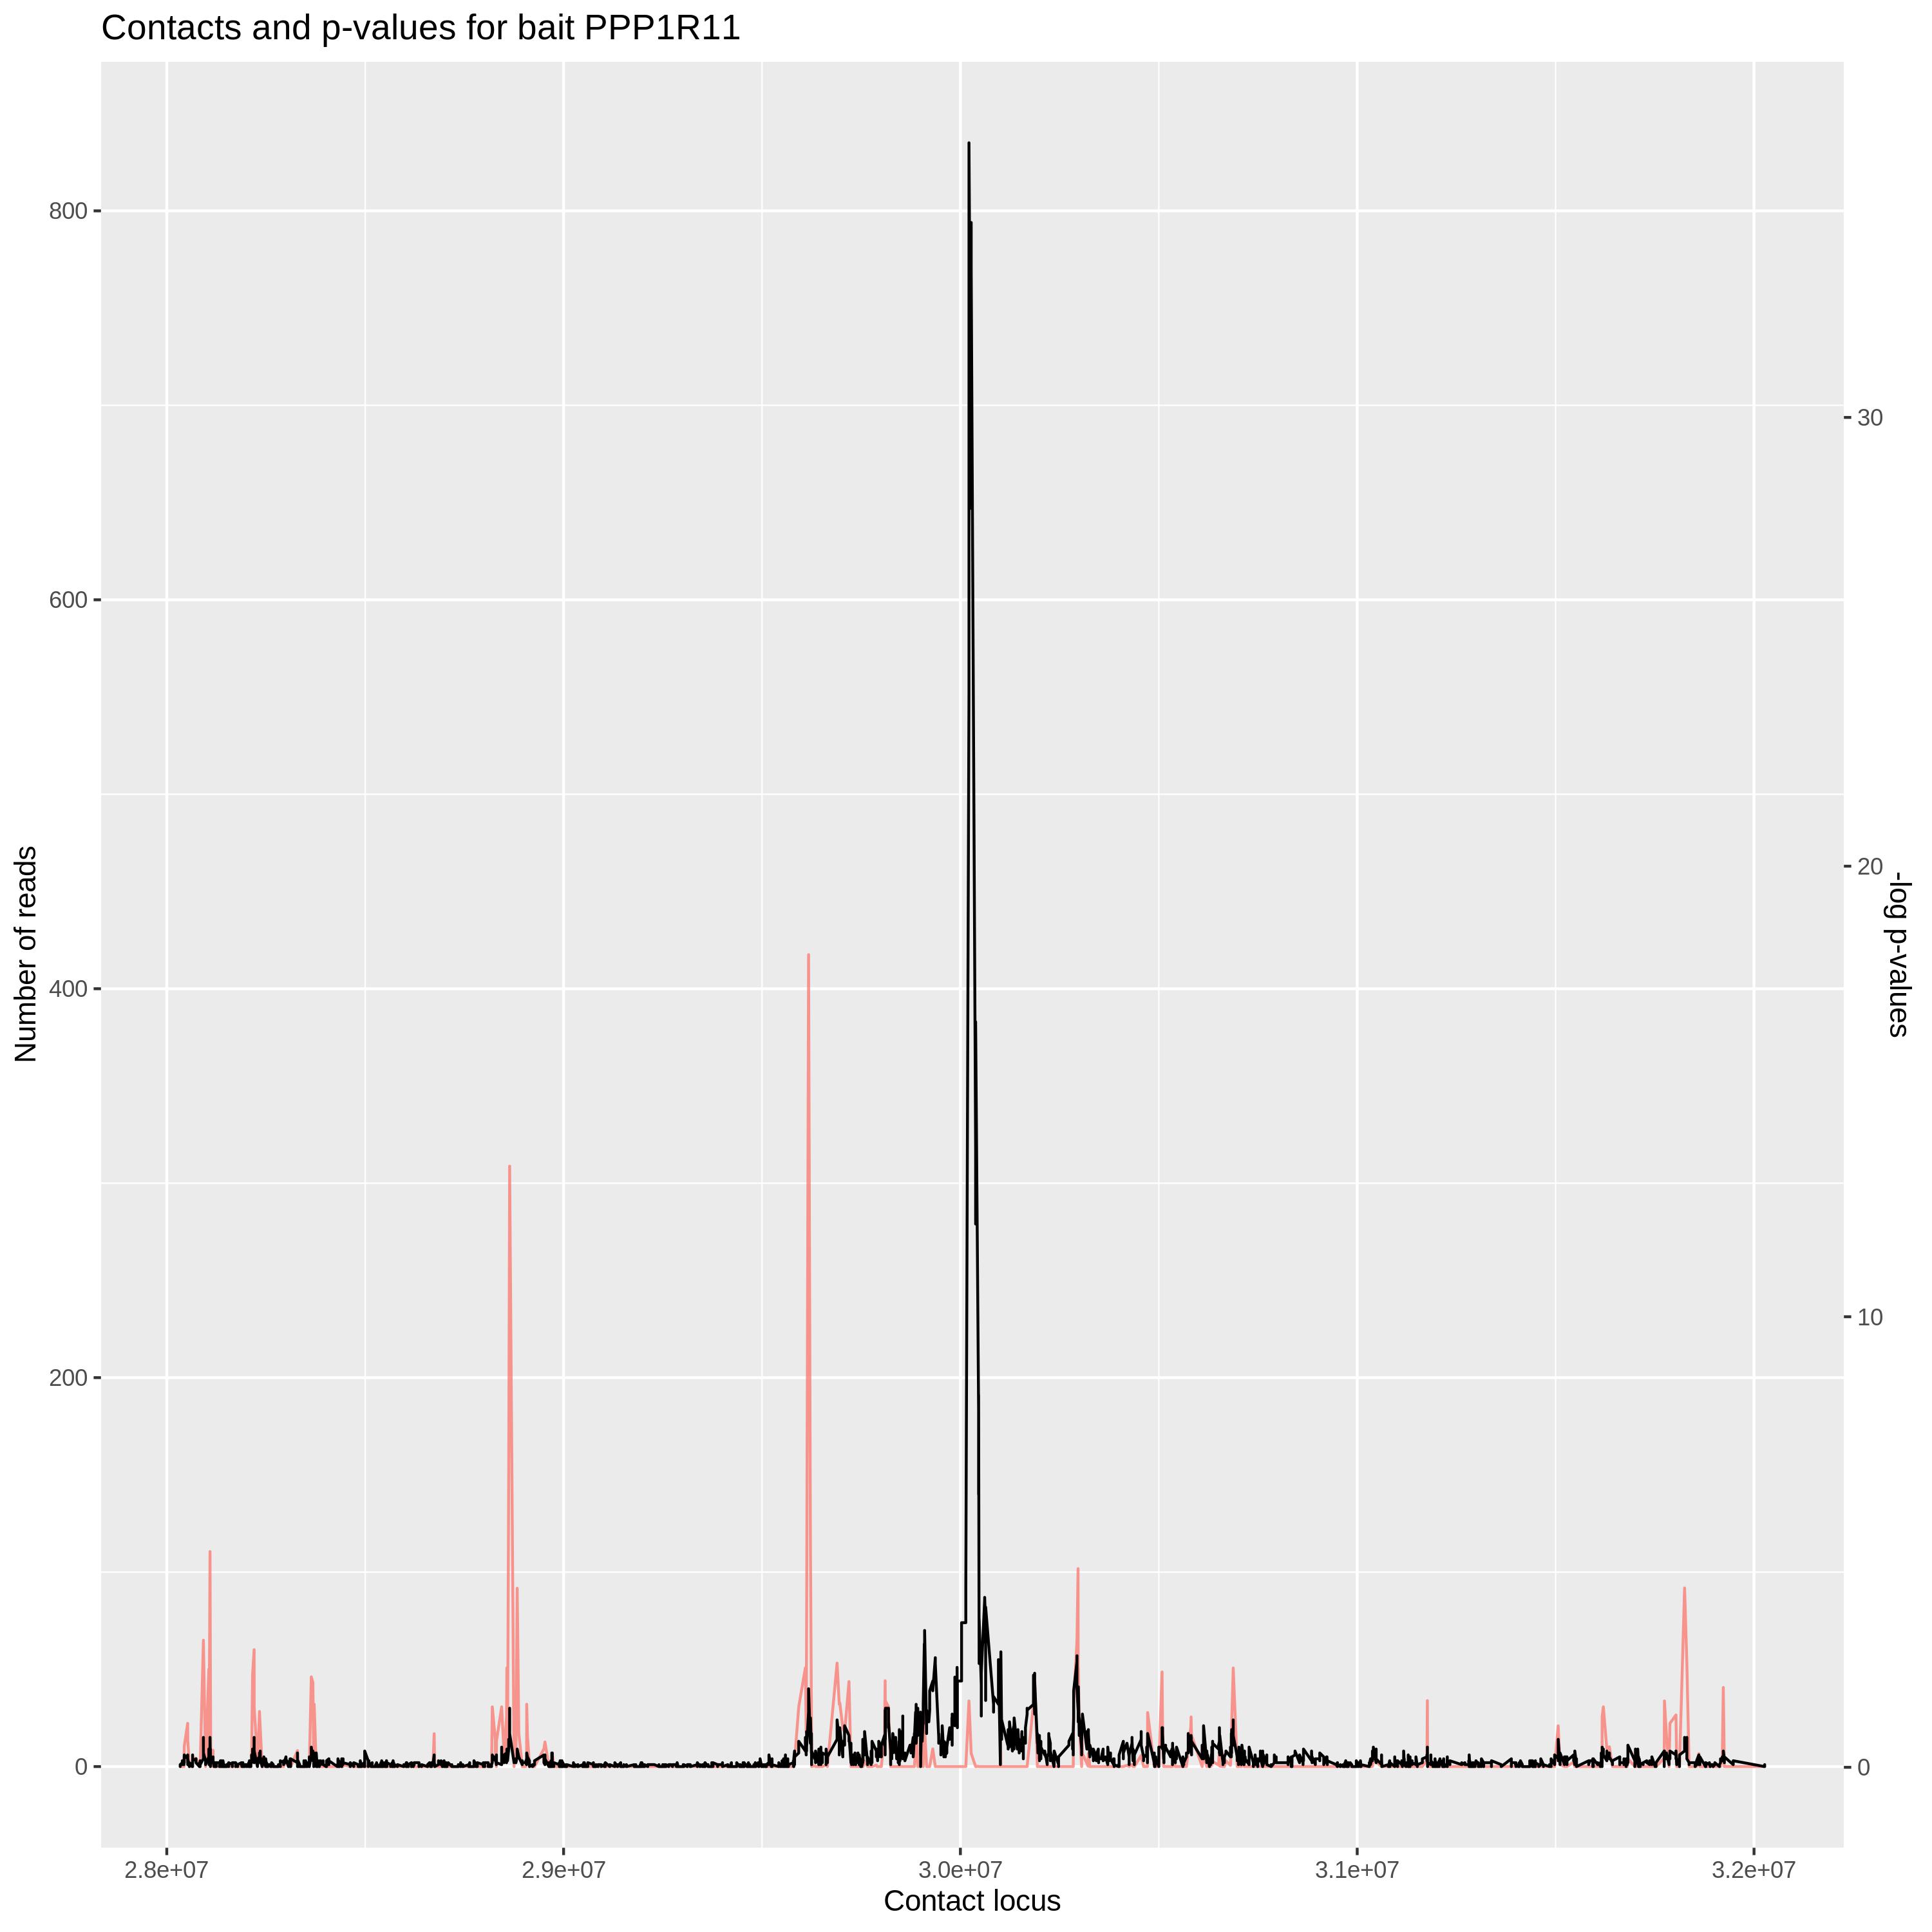 Contacts and p-values for bait PPP1R11
800
600
400
200
0
Number of reads
30
20
10
0
-log p-values
2.8e+07 2.9e+07 3.0e+07 3.1e+07 3.2e+07
Contact locus